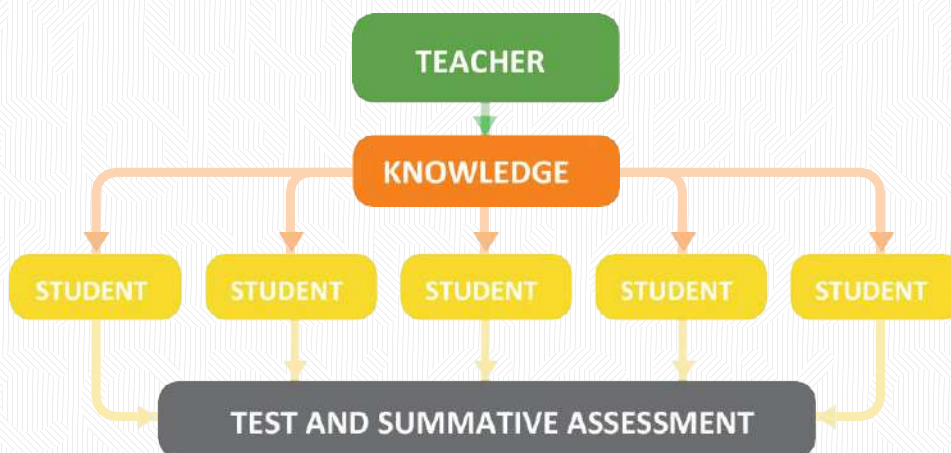 TEACHER
KNOWLEDGE
STUDENT
STUDENT
STUDENT
STUDENT
STUDENT
TEST AND SUMMATIVE ASSESSMENT